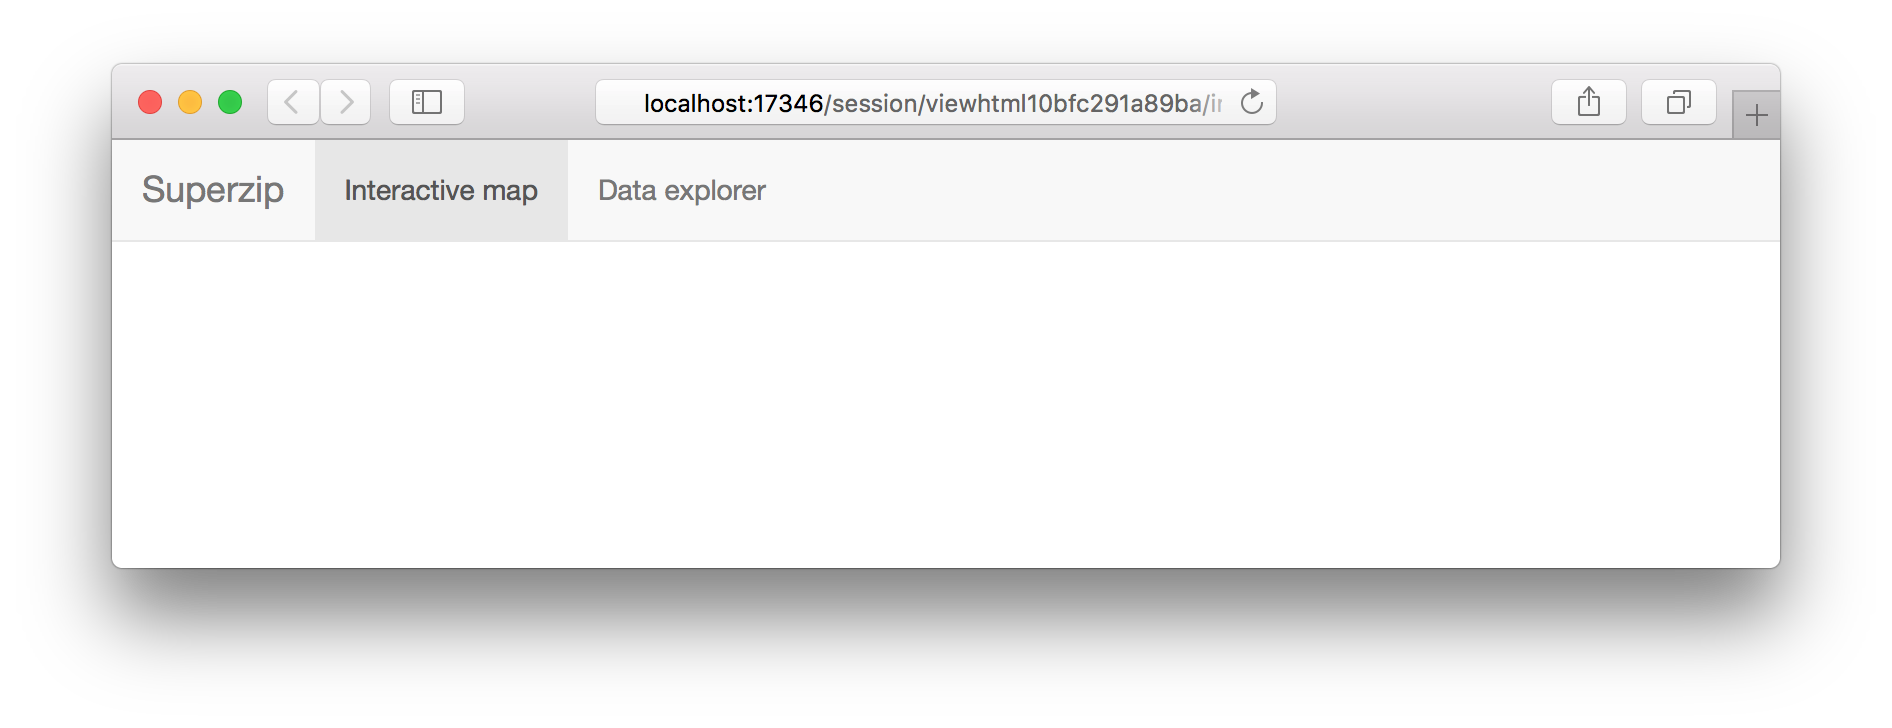 localhost:17346/session/viewhtml10bfc291a89ba/
Superzip
Interactive map
Data explorer